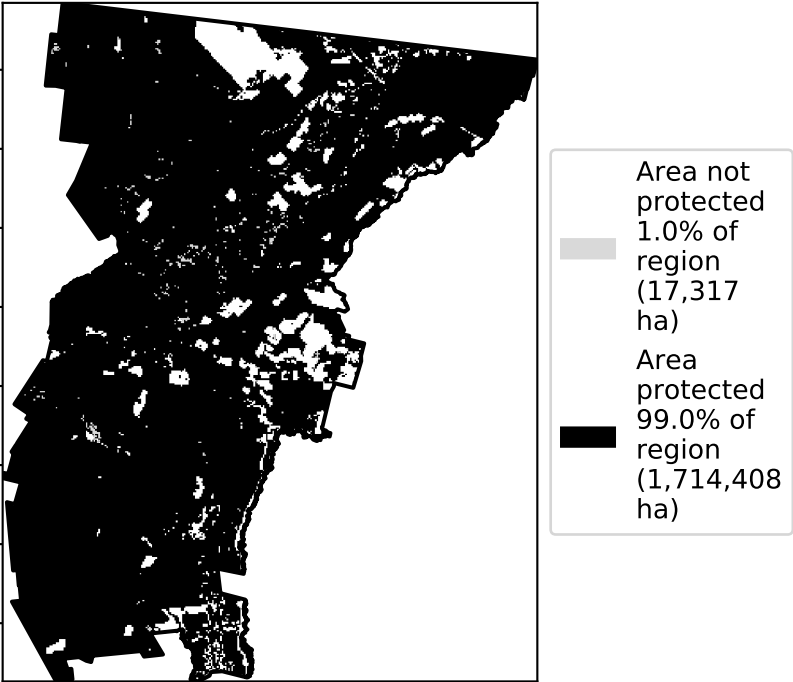 Area not
protected
1.0% of
region
(17,317
ha)
Area
protected
99.0% of
region
(1,714,408
ha)